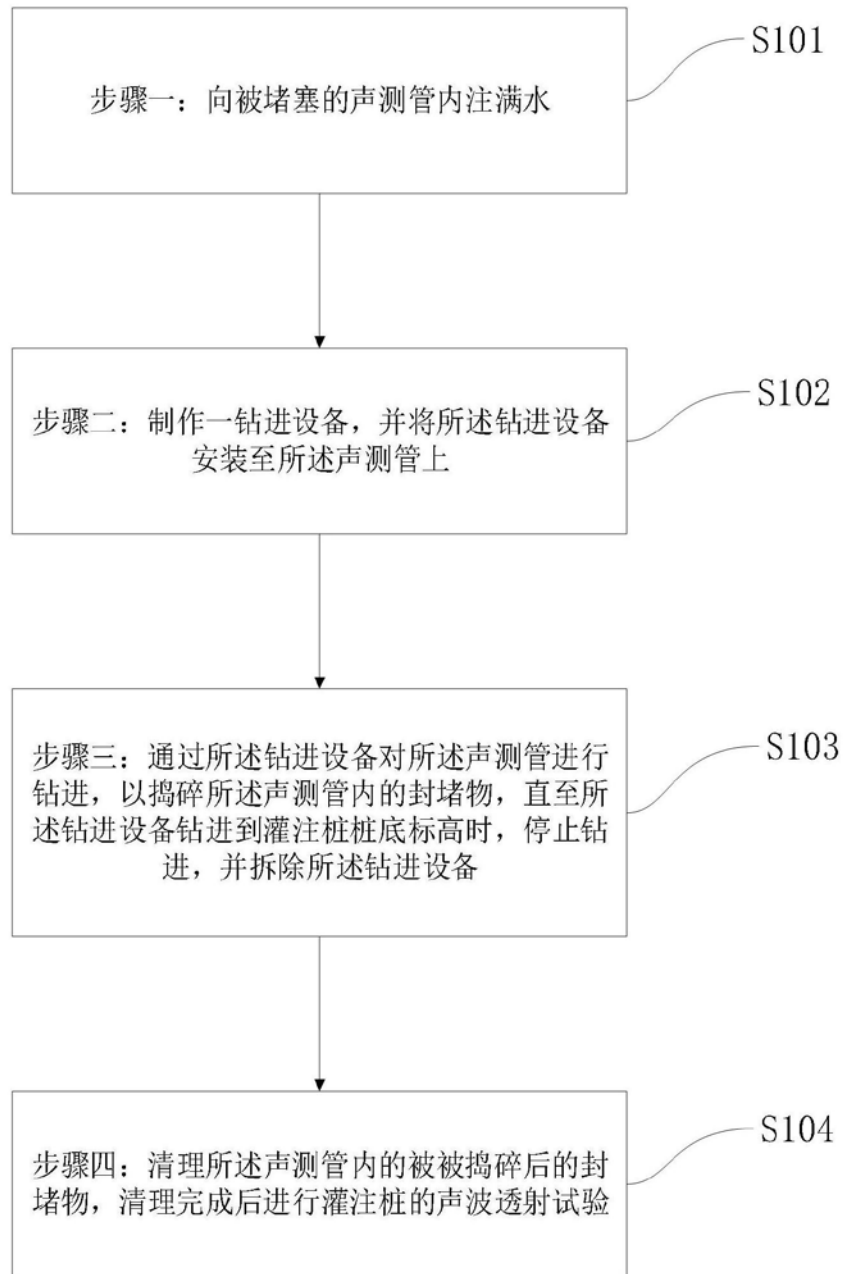 S101
步骤一：向被堵塞的声测管内注满水
S102
步骤二：制作一钻进设备，并将所述钻进设备
安装至所述声测管上
S103
步骤三：通过所述钻进设备对所述声测管进行
钻进，以捣碎所述声测管内的封堵物，直至所
述钻进设备钻进到灌注桩桩底标高时，停止钻
进，并拆除所述钻进设备
S104
步骤四：清理所述声测管内的被被捣碎后的封
堵物，清理完成后进行灌注桩的声波透射试验